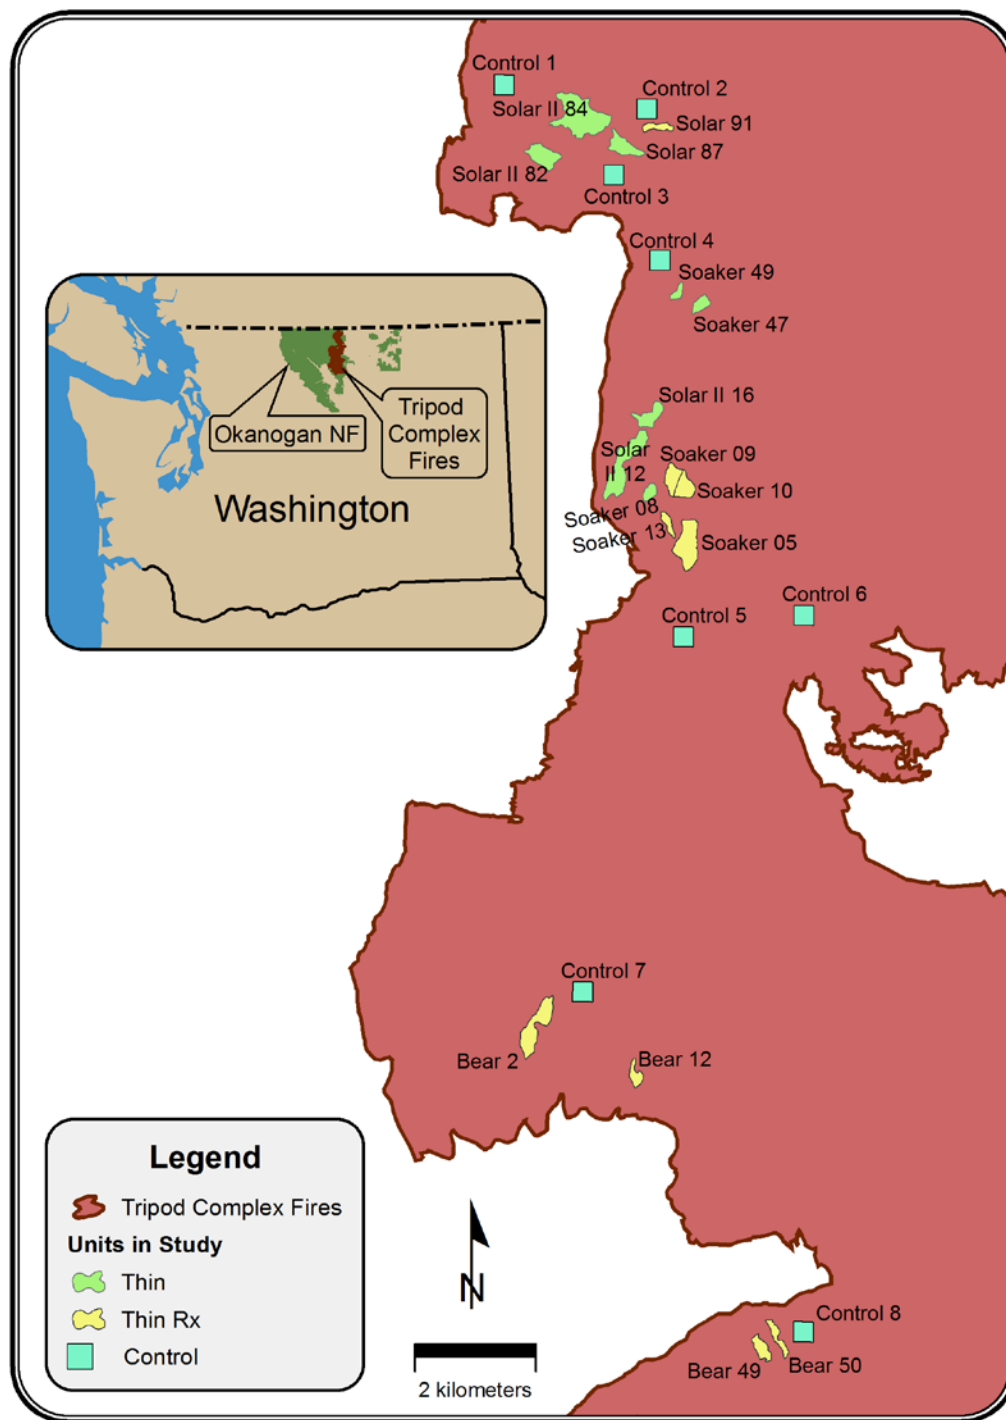 Control 1
Control 2
Solar II 84
Solar 91
Solar 87
Solar II 82
Control 3
Control 4
Soaker 49
Soaker 47
Solar II 16
Solar
II 12
Soaker 09
Soaker 10
Soaker 08
Soaker 13
Soaker 05
Control 6
Control 5
Okanogan NF
Tripod
Complex
Fires
Washington
Control 7
Bear 2
Bear 12
Legend
Tripod Complex Fires
Units in Study
Thin
Thin Rx
Control
N
2 kilometers
Control 8
Bear 49
Bear 50